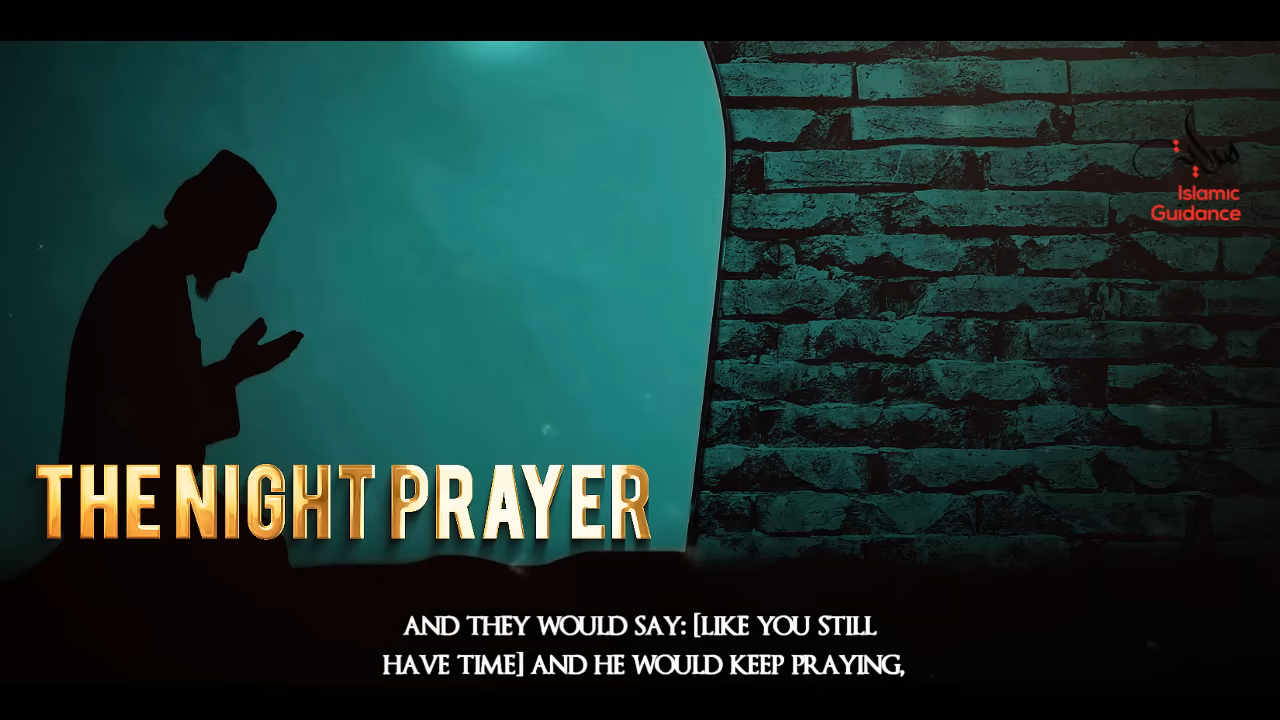 Islamic
Guidance
THE NIGHT PRAYER
AND THEY WOULD SAY: [LIKE YOU STILL
HAVE TIME] AND HE WOULD KEEP PRAYING,